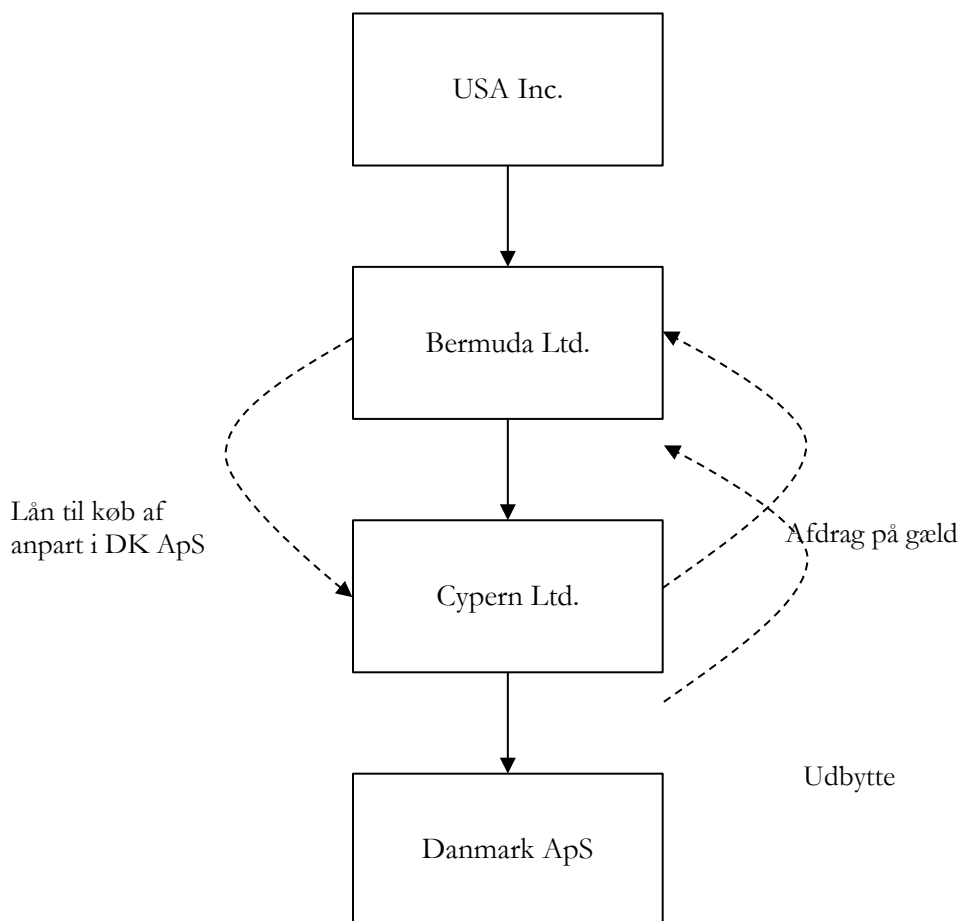 USA Inc.
Bermuda Ltd.
Lån til køb af
anpart i DK ApS
Afdrag på gæld
Cypern Ltd.
Udbytte
Danmark ApS